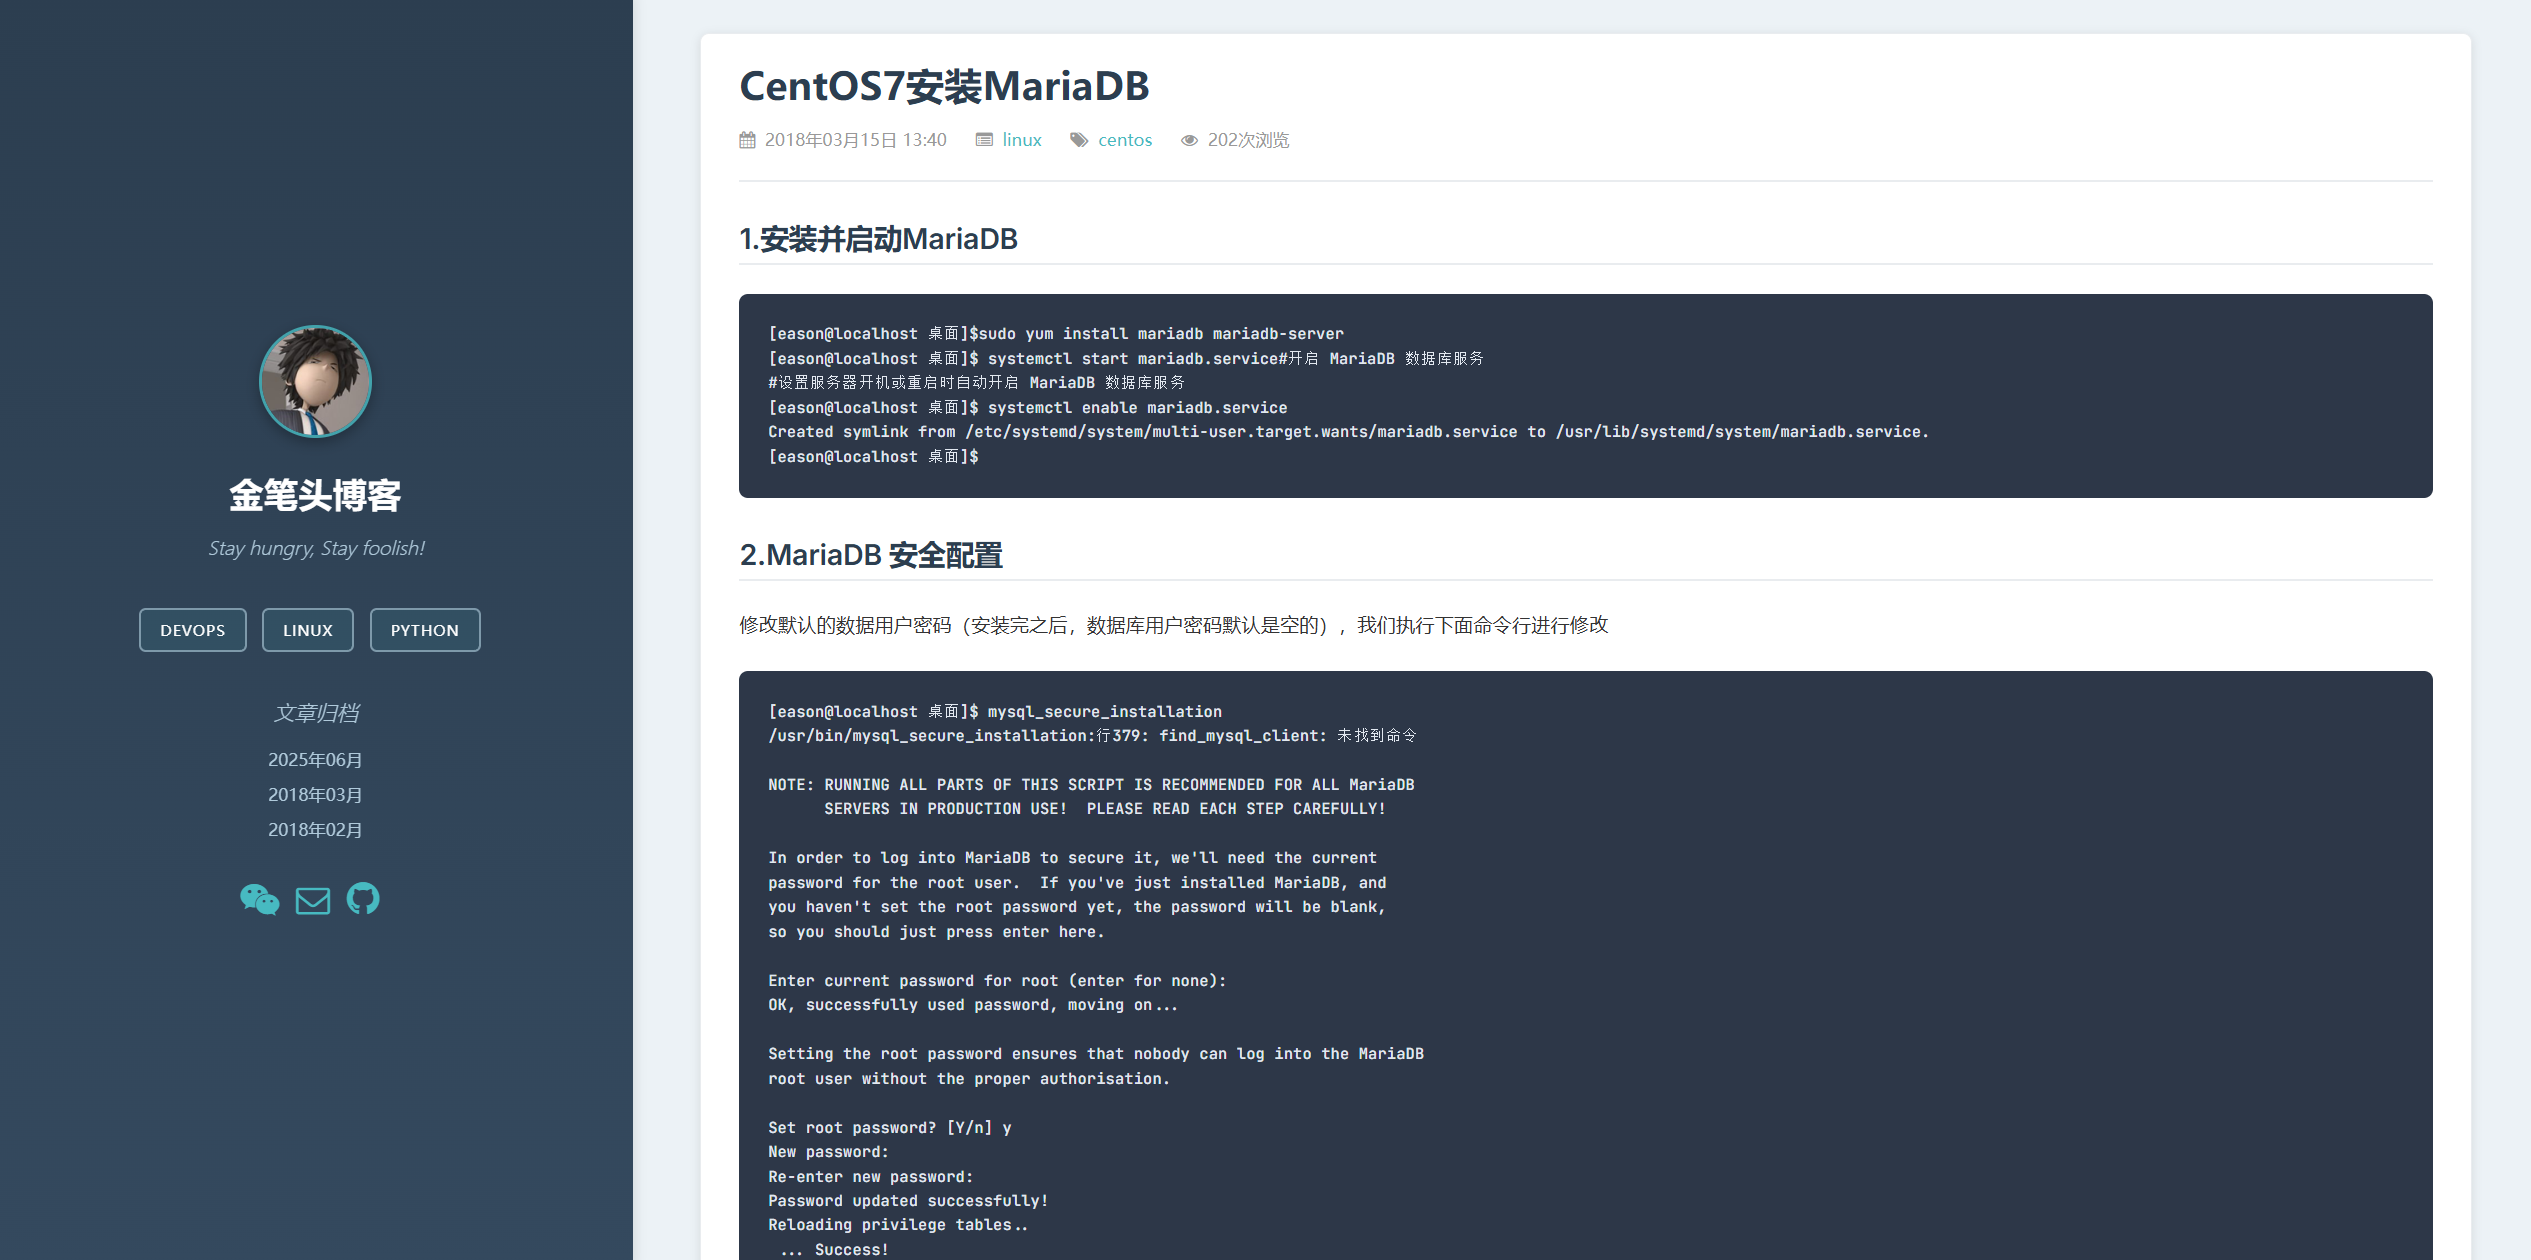 金笔头博客
Stay hungry, Stay foolish!
DEVOPS LINUX PYTHON
文章归档
2025年06月
2018年03月
2018年02月
CentOS7安装MariaDB
2018年03月15日 13:40 linux centos 202次浏览
1.安装并启动MariaDB
[eason@localhost 桌面]$sudo yum install mariadb mariadb-server
[eason@localhost 桌面]$ systemctl start mariadb.service#开启 MariaDB 数据库服务
#设置服务器开机或重启时自动开启 MariaDB 数据库服务
[eason@localhost 桌面]$ systemctl enable mariadb.service
Created symlink from /etc/systemd/system/multi-user.target.wants/mariadb.service to /usr/lib/systemd/system/mariadb.service.
[eason@localhost 桌面]$
2.MariaDB 安全配置
修改默认的数据用户密码（安装完之后，数据库用户密码默认是空的），我们执行下面命令行进行修改
[eason@localhost 桌面]$ mysql_secure_installation
/usr/bin/mysql_secure_installation:行379: find_mysql_client: 未找到命令
NOTE: RUNNING ALL PARTS OF THIS SCRIPT IS RECOMMENDED FOR ALL MariaDB
SERVERS IN PRODUCTION USE!  PLEASE READ EACH STEP CAREFULLY!
In order to log into MariaDB to secure it, we'll need the current
password for the root user.  If you've just installed MariaDB, and
you haven't set the root password yet, the password will be blank,
so you should just press enter here.
Enter current password for root (enter for none):
OK, successfully used password, moving on...
Setting the root password ensures that nobody can log into the MariaDB
root user without the proper authorisation.
Set root password? [Y/n] y
New password:
Re-enter new password:
Password updated successfully!
Reloading privilege tables..
... Success!